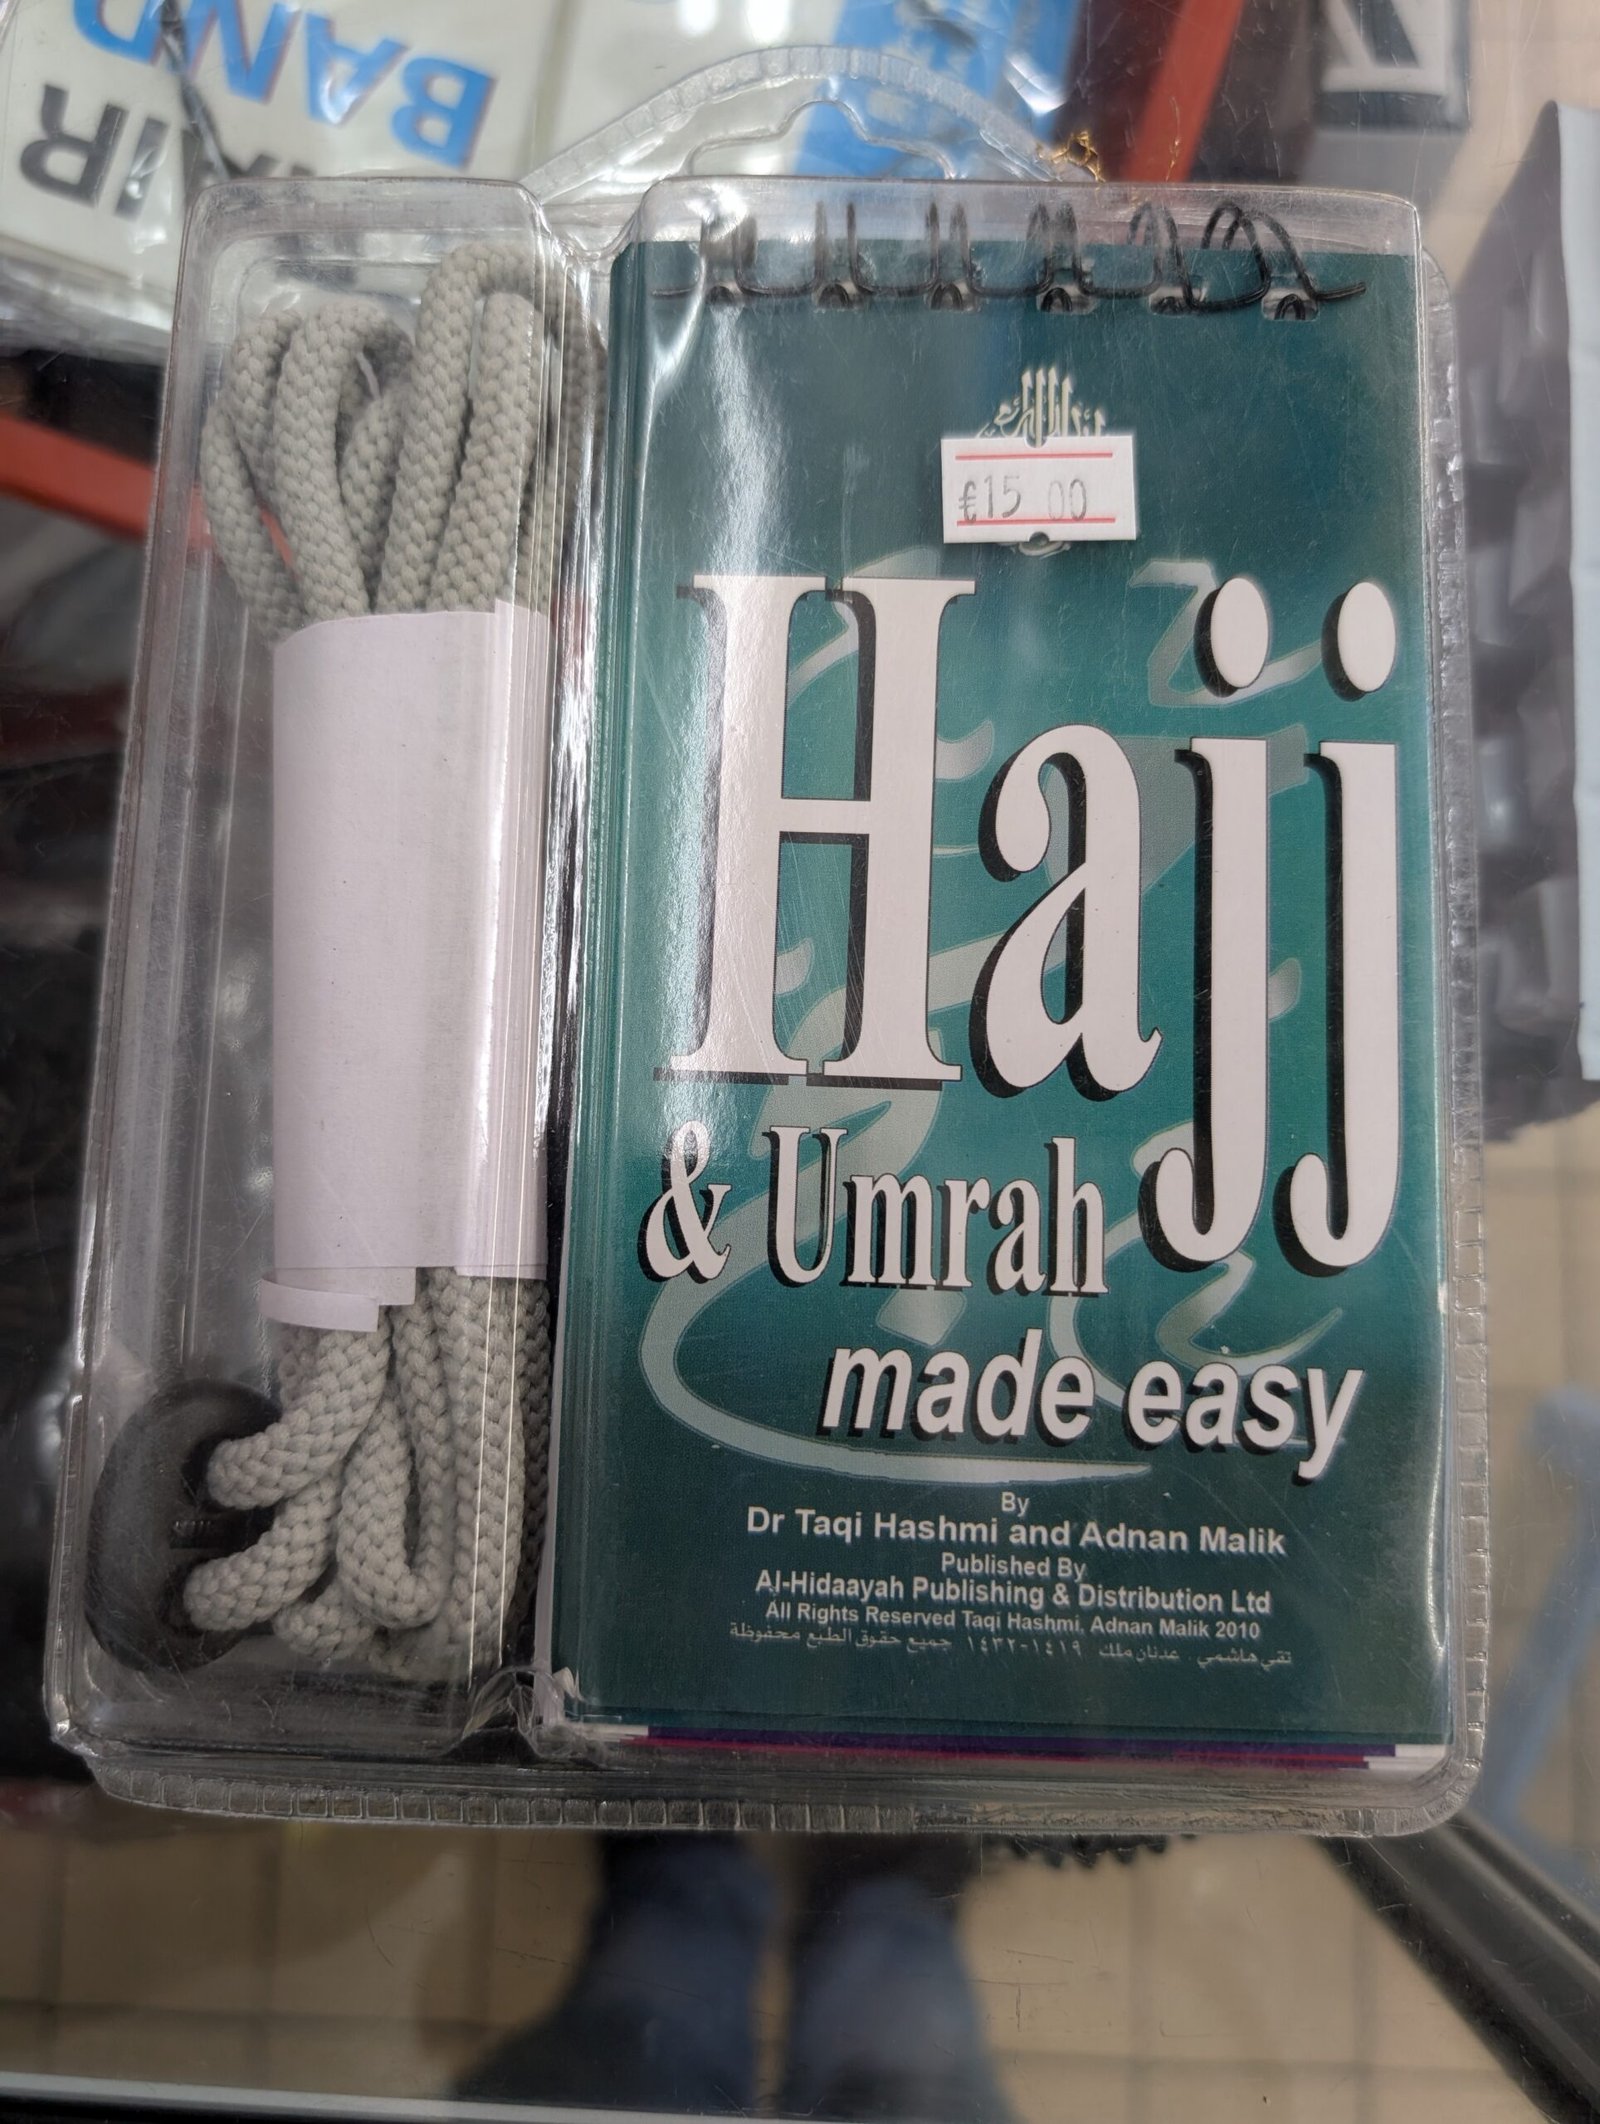 HAIR
BAND
€15.00
Hajj
& Umrah
made easy
By
Dr Taqi Hashmi and Adnan Malik
Published By
Al-Hidaayah Publishing & Distribution Ltd
All Rights Reserved Taqi Hashmi, Adnan Malik 2010
تقي هاشمي . عدنان ملك ١٤١٩-١٤٣٢ جميع حقوق الطبع محفوظة